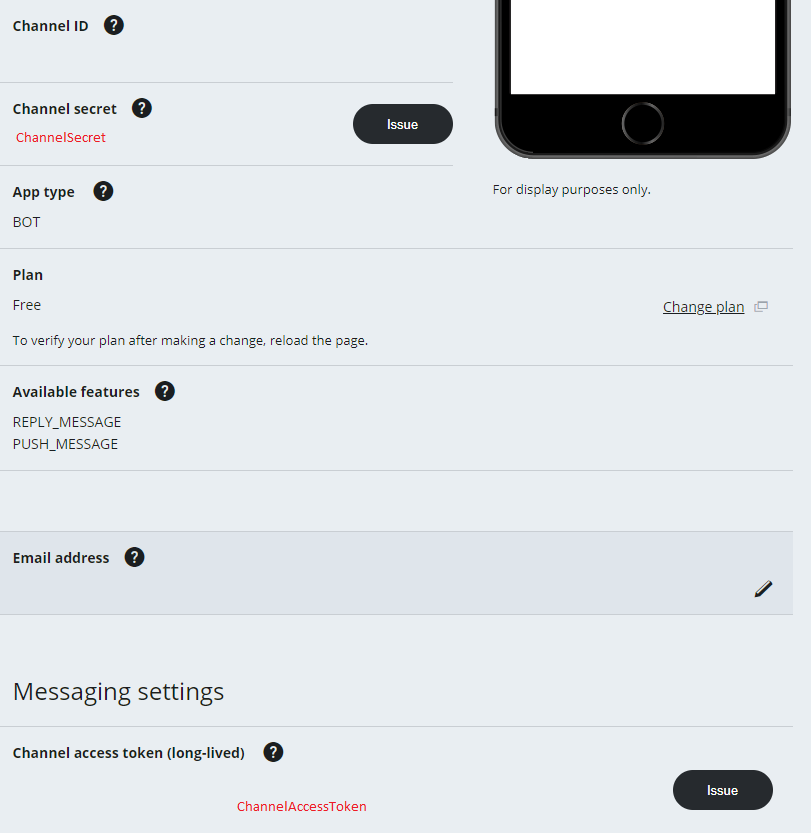 Channel ID ?
Channel secret ?
ChannelSecret
Issue
App type ?
BOT
For display purposes only.
Plan
Free
Change plan
To verify your plan after making a change, reload the page.
Available features ?
REPLY_MESSAGE
PUSH_MESSAGE
Email address ?
Messaging settings
Channel access token (long-lived) ?
Issue
ChannelAccessToken